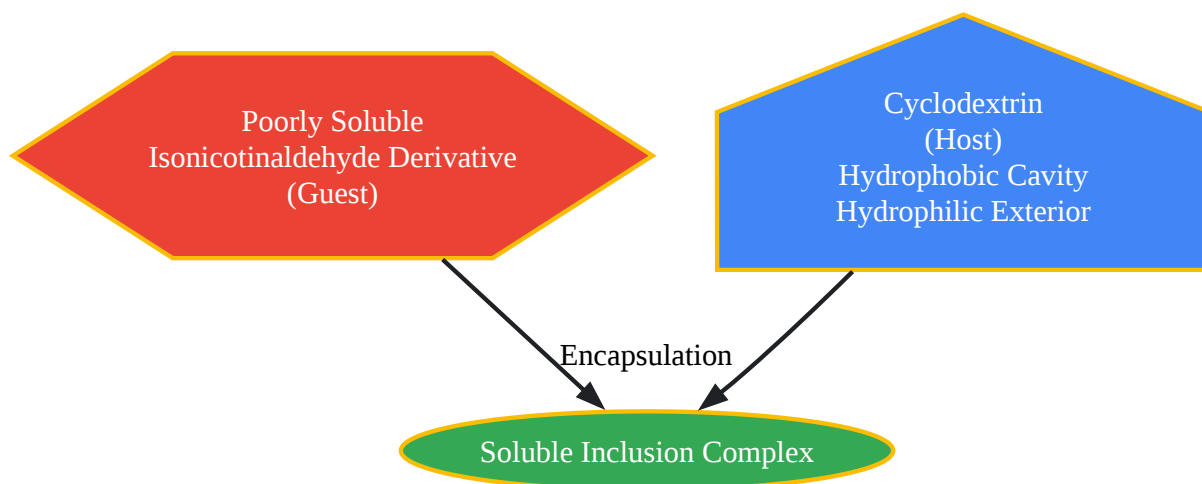 Poorly Soluble
Isonicotinaldehyde Derivative
(Guest)
Cyclodextrin
(Host)
Hydrophobic Cavity
Hydrophilic Exterior
Encapsulation
Soluble Inclusion Complex